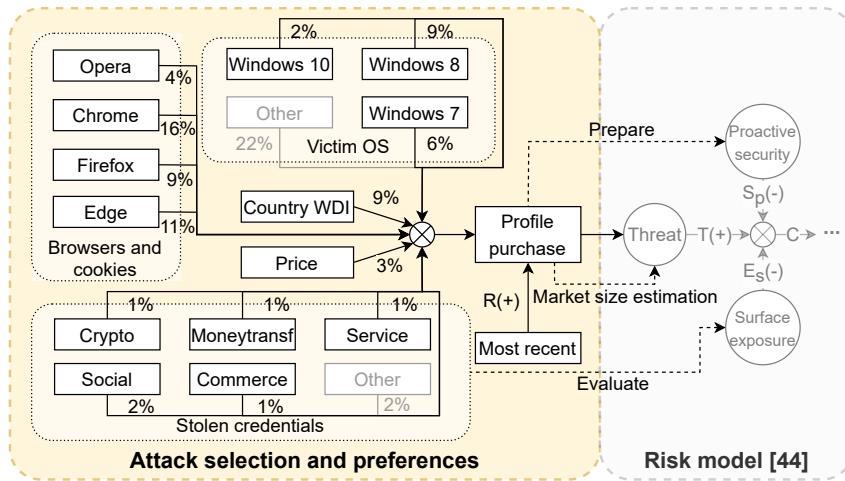 2%
9%
Opera
4%
Chrome
16%
Firefox
9%
Edge
11%
Browsers and
cookies
Windows 10
Windows 8
Other
22%
Windows 7
6%
Victim OS
Country WDI
9%
Price
3%
Profile
purchase
R(+)
Most recent
Prepare
Market size estimation
Evaluate
Threat
T(+)
Proactive
security
Sp(-)
C
...
Es(-)
Surface
exposure
1%
1%
1%
Crypto
Moneytransf
Service
Social
Commerce
Other
2%
1%
2%
Stolen credentials
Attack selection and preferences
Risk model [44]